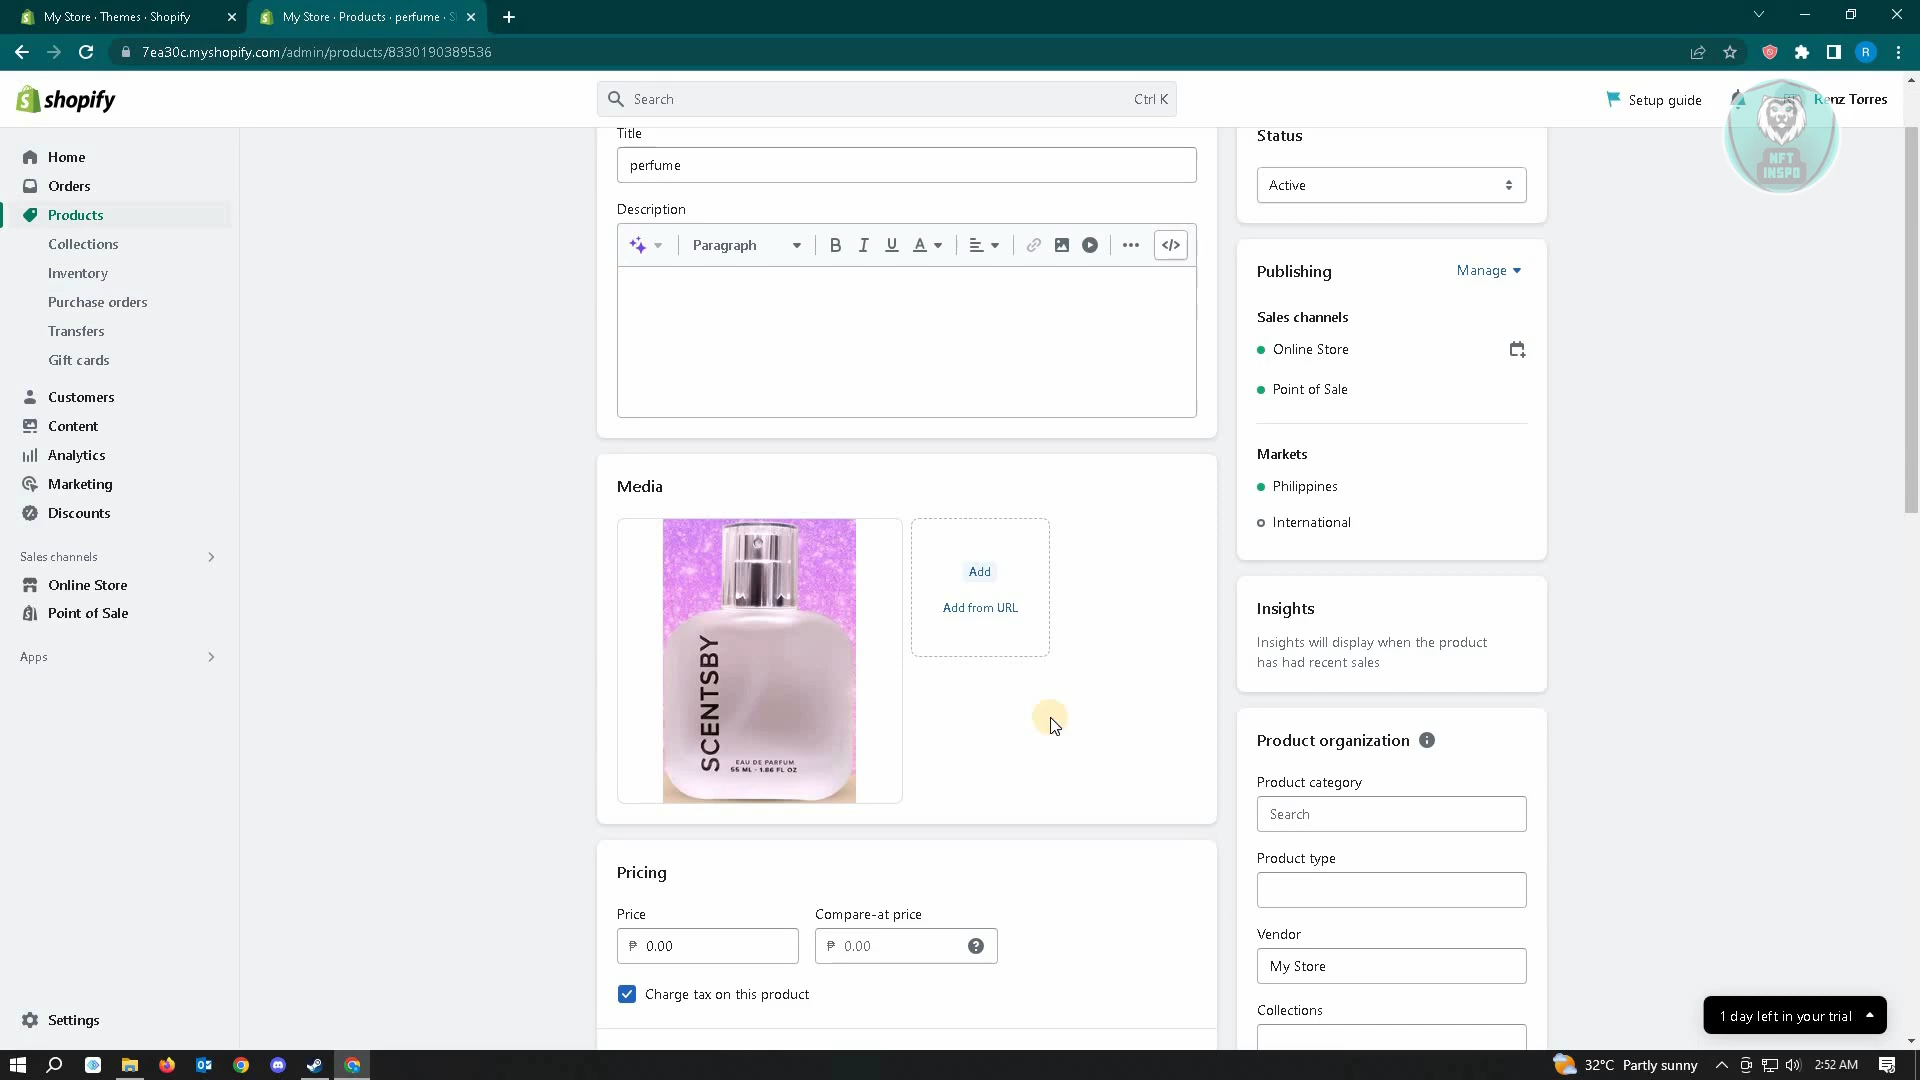 My Store · Themes · Shopify
My Store · Products · perfume · S
7ea30c.myshopify.com/admin/products/8330190389536
R
shopify
Search
Ctrl K
Setup guide
Renz Torres
NFT
INSPO
Home
Orders
Products
Collections
Inventory
Purchase orders
Transfers
Gift cards
Customers
Content
Analytics
Marketing
Discounts
Sales channels
Online Store
Point of Sale
Apps
Settings
Title
perfume
Description
Paragraph
B I U A
Media
SCENTSBY
EAU DE PARFUM
55 ML - 1.86 FL OZ
Add
Add from URL
Pricing
Price
Compare-at price
₱ 0.00
₱ 0.00
Charge tax on this product
Status
Active
Publishing
Manage
Sales channels
Online Store
Point of Sale
Markets
Philippines
International
Insights
Insights will display when the product
has had recent sales
Product organization
Product category
Search
Product type
Vendor
My Store
Collections
1 day left in your trial
32°C Partly sunny
2:52 AM